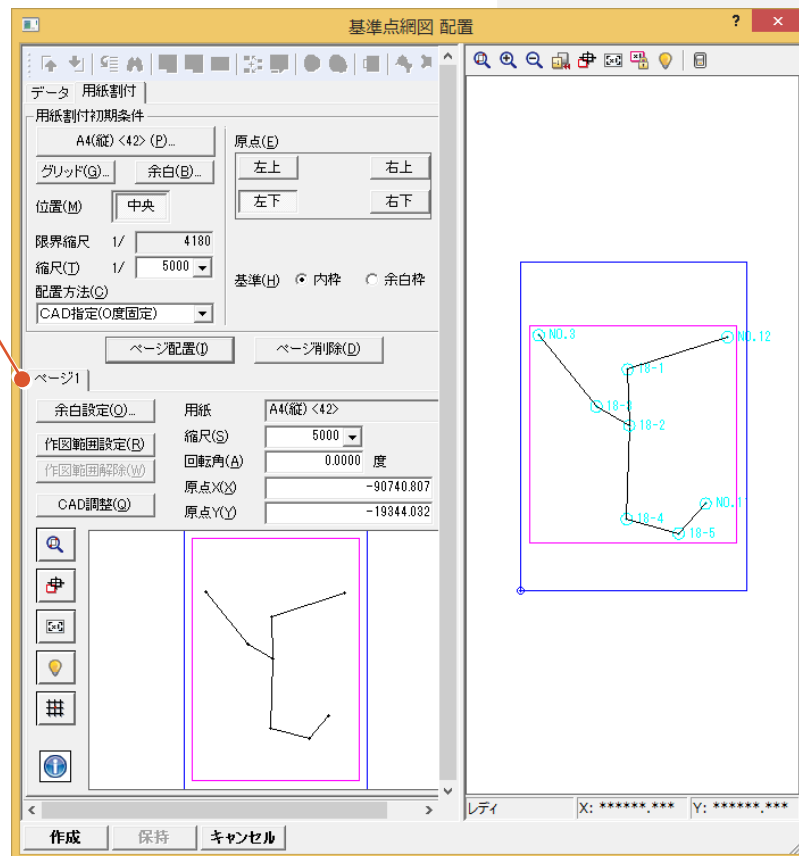 基準点網図 配置
? ×
データ 用紙割付
用紙割付初期条件
A4(縦) <42> (P)...
原点(E)
グリッド(G)... 余白(B)...
左上 右上
位置(M) 中央
左下 右下
限界縮尺 1/ 4180
縮尺(T) 1/ 5000
基準(H) 内枠 余白枠
配置方法(C)
CAD指定(0度固定)
ページ配置(I) ページ削除(D)
ページ1
余白設定(O)... 用紙 A4(縦) <42>
作図範囲設定(R) 縮尺(S) 5000
作図範囲解除(W) 回転角(A) 0.0000 度
原点X(X) -90740.807
CAD調整(Q) 原点Y(Y) -19344.032
NO.3
NO.12
18-1
18-3
18-2
NO.11
18-4
18-5
レディ X: ******.*** Y: ******.***
作成 保持 キャンセル